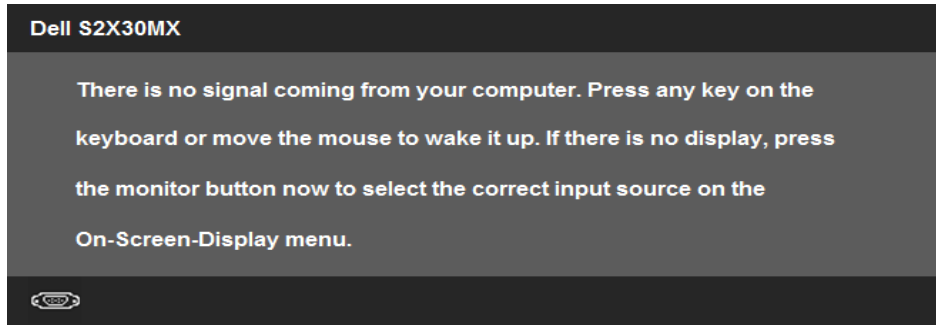 Dell S2X30MX
There is no signal coming from your computer. Press any key on the
keyboard or move the mouse to wake it up. If there is no display, press
the monitor button now to select the correct input source on the
On-Screen-Display menu.